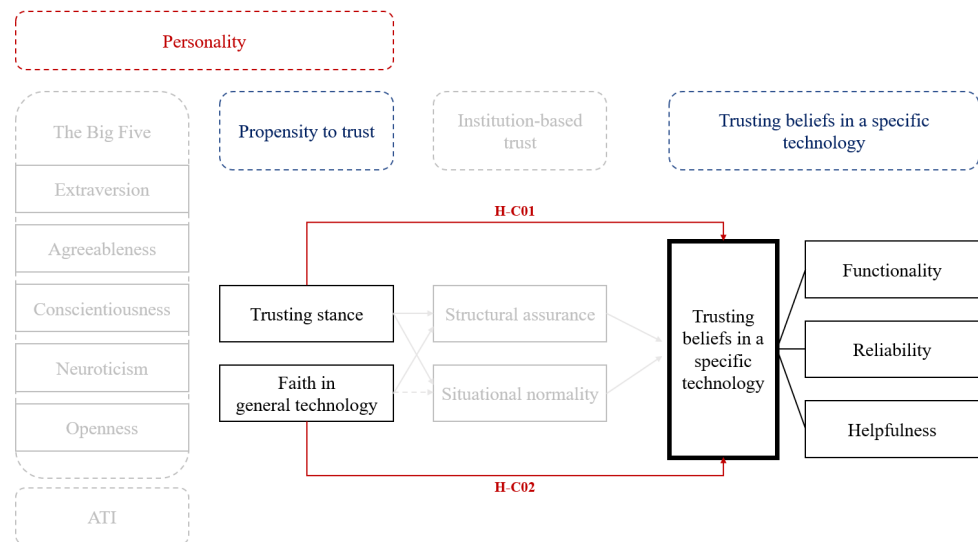 Personality
The Big Five
Propensity to trust
Institution-based
trust
Trusting beliefs in a specific
technology
Extraversion
Agreeableness
Conscientiousness
Neuroticism
Openness
ATI
H-C01
Trusting stance
Faith in
general technology
Structural assurance
Situational normality
Trusting
beliefs in a
specific
technology
Functionality
Reliability
Helpfulness
H-C02